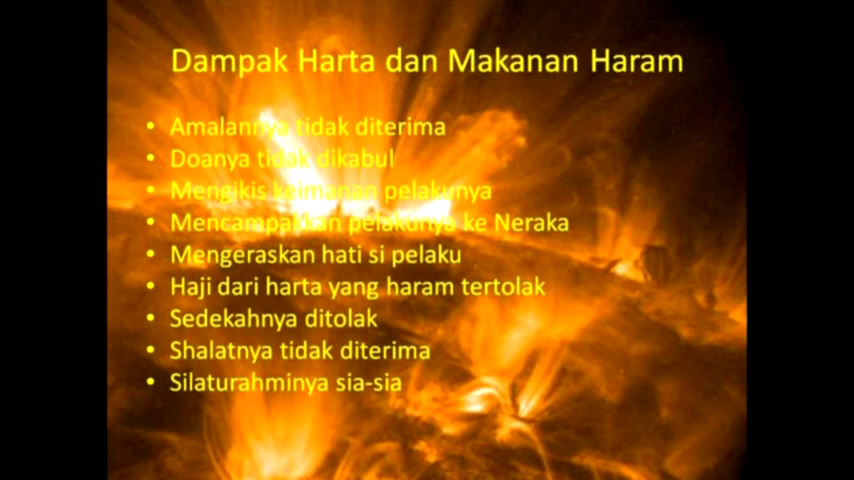 Dampak Harta dan Makanan Haram
• Amalannya tidak diterima
• Doanya tidak dikabul
• Mengikis keimanan pelakunya
• Mencampakkan pelakunya ke Neraka
• Mengeraskan hati si pelaku
• Haji dari harta yang haram tertolak
• Sedekahnya ditolak
• Shalatnya tidak diterima
• Silaturahminya sia-sia